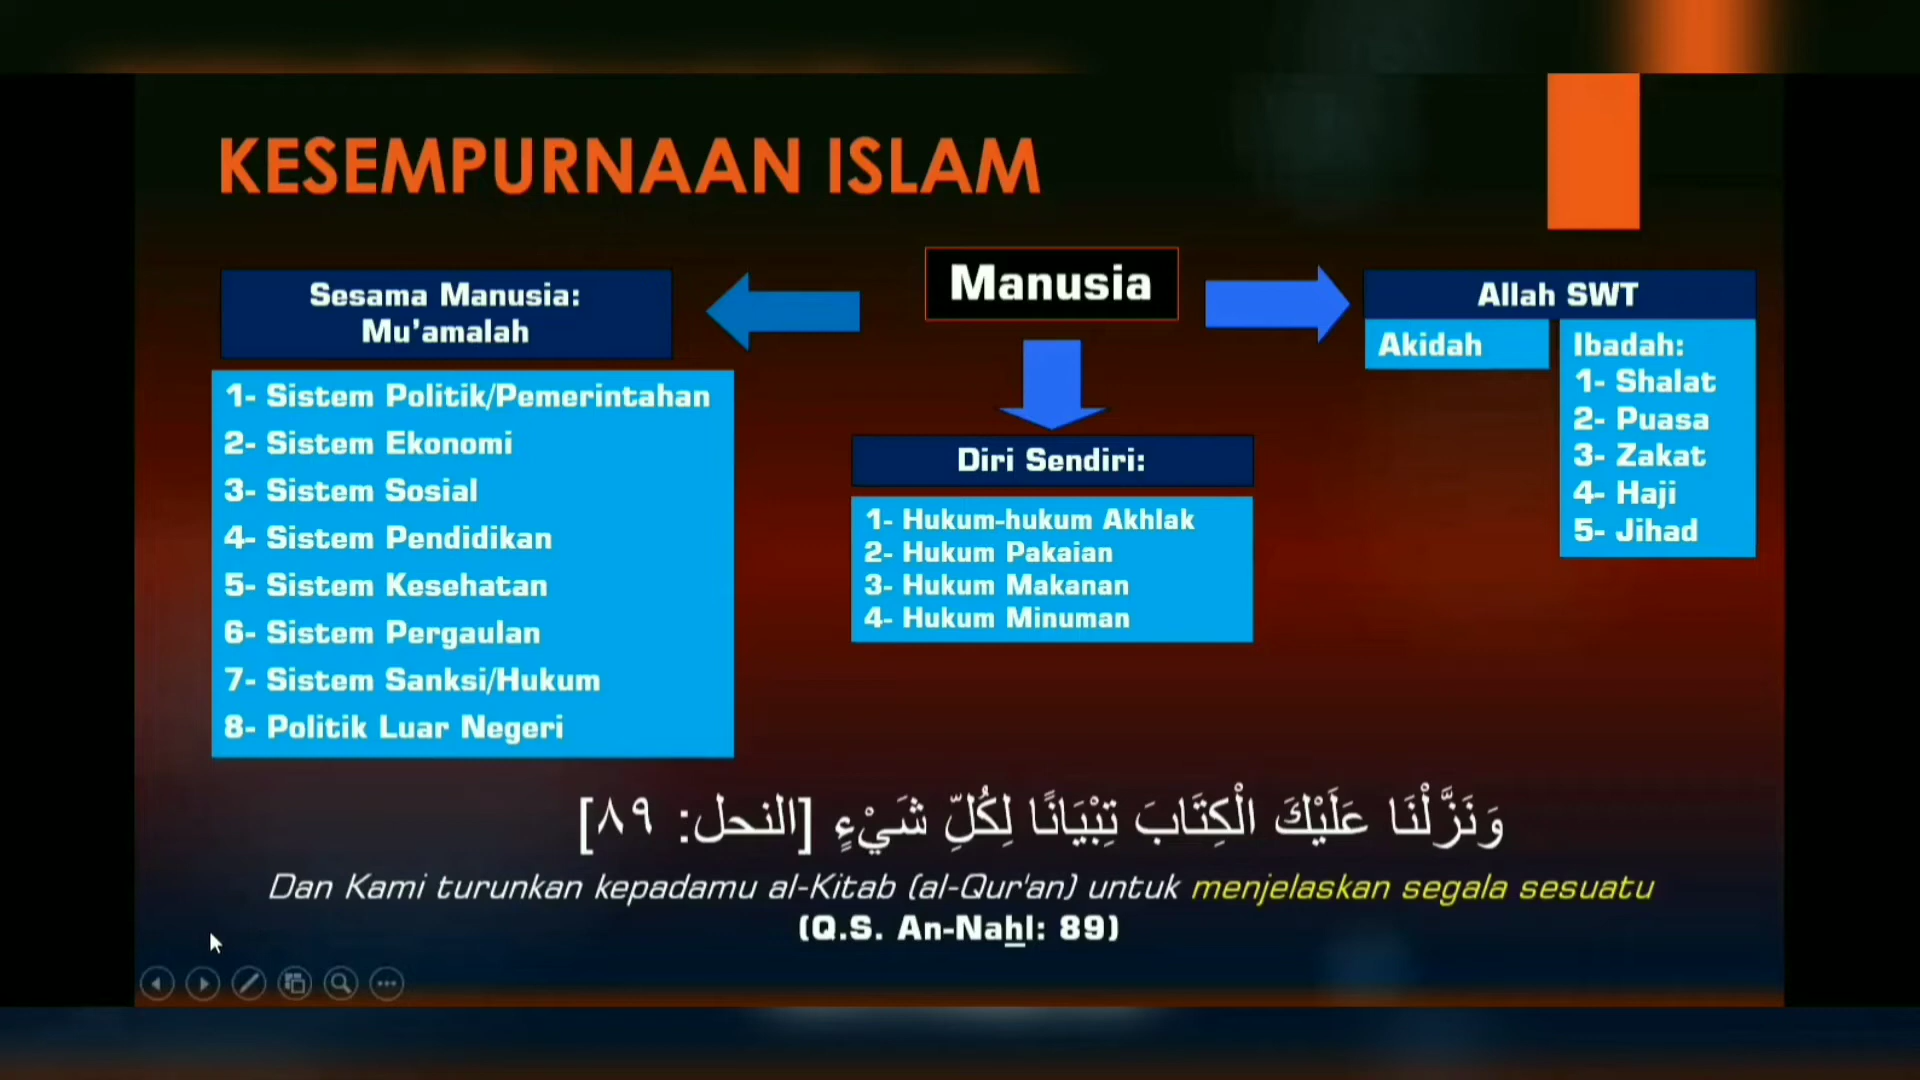 KESEMPURNAAN ISLAM
Manusia
Sesama Manusia:
Mu'amalah
1- Sistem Politik/Pemerintahan
2- Sistem Ekonomi
3- Sistem Sosial
4- Sistem Pendidikan
5- Sistem Kesehatan
6- Sistem Pergaulan
7- Sistem Sanksi/Hukum
8- Politik Luar Negeri
Diri Sendiri:
1- Hukum-hukum Akhlak
2- Hukum Pakaian
3- Hukum Makanan
4- Hukum Minuman
Allah SWT
Akidah
Ibadah:
1- Shalat
2- Puasa
3- Zakat
4- Haji
5- Jihad
وَنَزَّلْنَا عَلَيْكَ الْكِتَابَ تِبْيَانًا لِكُلِّ شَيْءٍ [النحل: ٨٩]
Dan Kami turunkan kepadamu al-Kitab (al-Qur'an) untuk menjelaskan segala sesuatu
(Q.S. An-Nahl: 89)